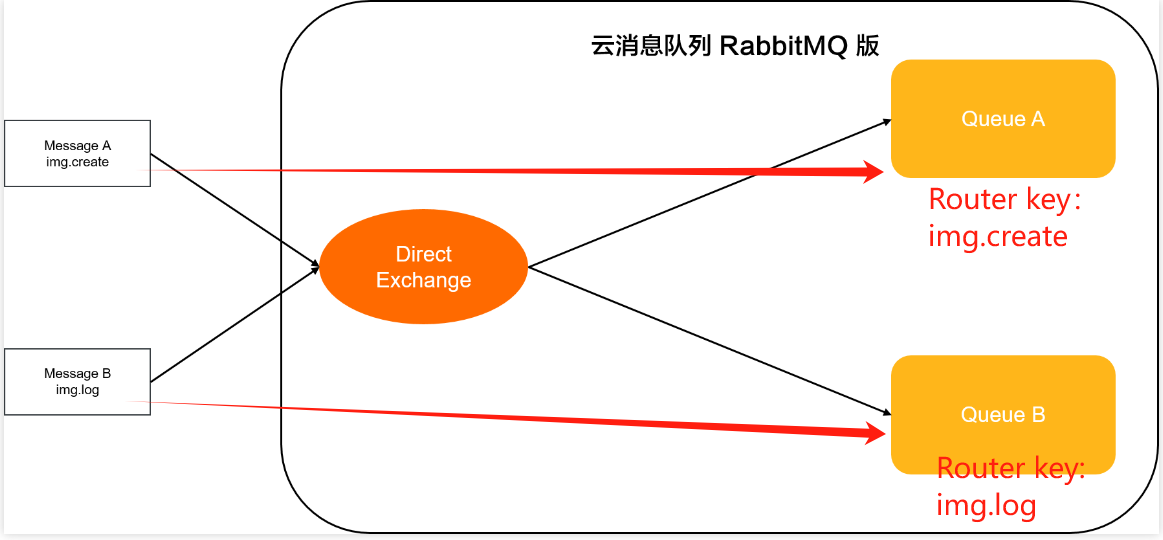 云消息队列 RabbitMQ 版
Message A
img.create
Queue A
Router key：
img.create
Direct
Exchange
Message B
img.log
Queue B
Router key:
img.log